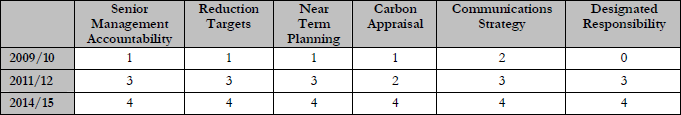 Senior Management Accountability	Reduction Targets	Near Term Planning	Carbon Appraisal	Communications Strategy	Designated Responsibility
2009/10	1	1	1	1	2	0
2011/12	3	3	3	2	3	3
2014/15	4	4	4	4	4	4